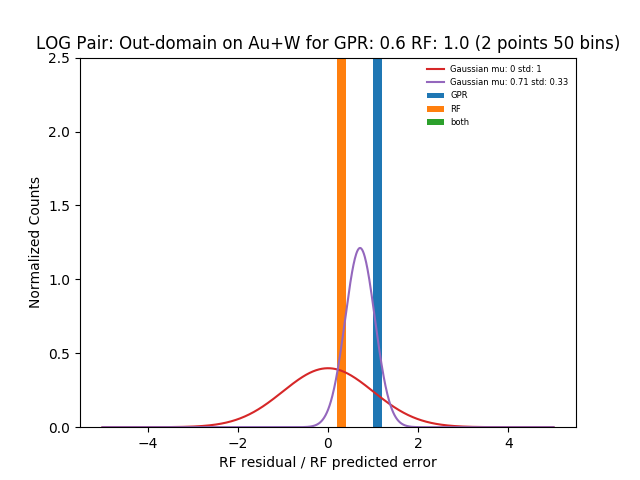 LOG Pair: Out-domain on Au+W for GPR: 0.6 RF: 1.0 (2 points 50 bins)
Gaussian mu: 0 std: 1
Gaussian mu: 0.71 std: 0.33
GPR
RF
both
Normalized Counts
2.5
2.0
1.5
1.0
0.5
0.0
−4
−2
0
2
4
RF residual / RF predicted error